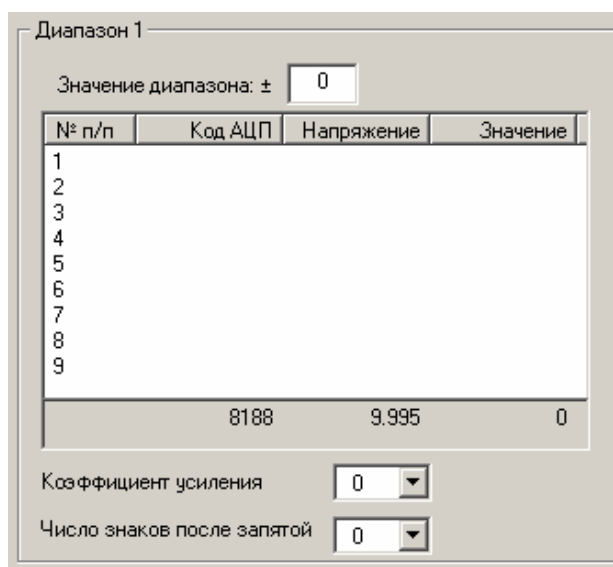 Диапазон 1
Значение диапазона: ± 0
№ п/п Код АЦП Напряжение Значение
1
2
3
4
5
6
7
8
9
8188 9.995 0
Коэффициент усиления 0
Число знаков после запятой 0